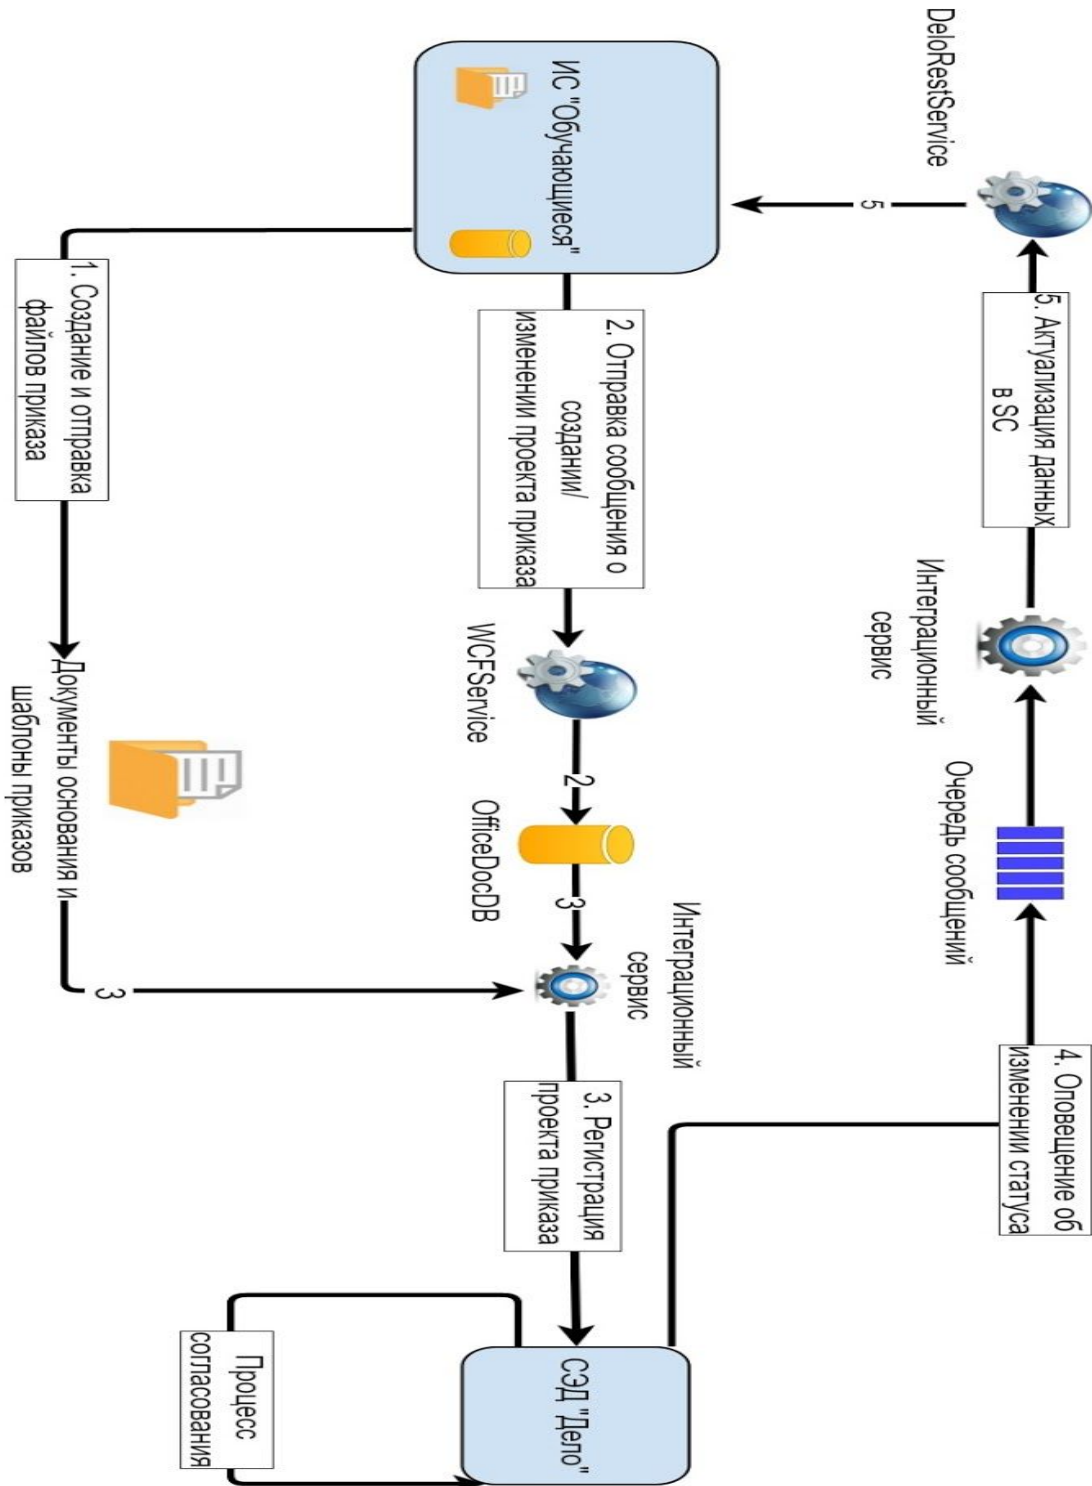 DeloRestService
5
5. Актуализация данных
в SC
Интеграционный
сервис
Очередь сообщений
4. Оповещение об
изменении статуса
ИС "Обучающиеся"
2. Отправка сообщения о
создании/
изменении проекта приказа
WCFService
2
OfficeDocDB
3
Интеграционный
сервис
3. Регистрация
проекта приказа
СЭД "Дело"
1. Создание и отправка
файлов приказа
Документы основания и
шаблоны приказов
3
Процесс
согласования